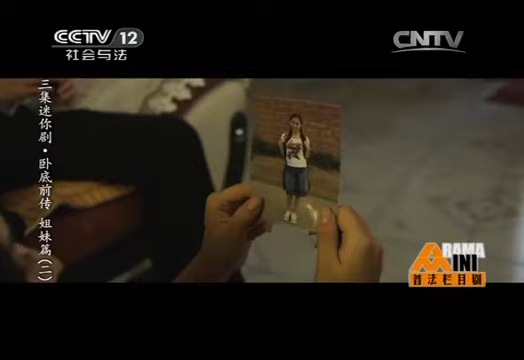 CCTV 12
社会与法
CNTV
三集迷你剧·卧底前传 姐妹篇(二)
DRAMA
MINI
普法栏目剧